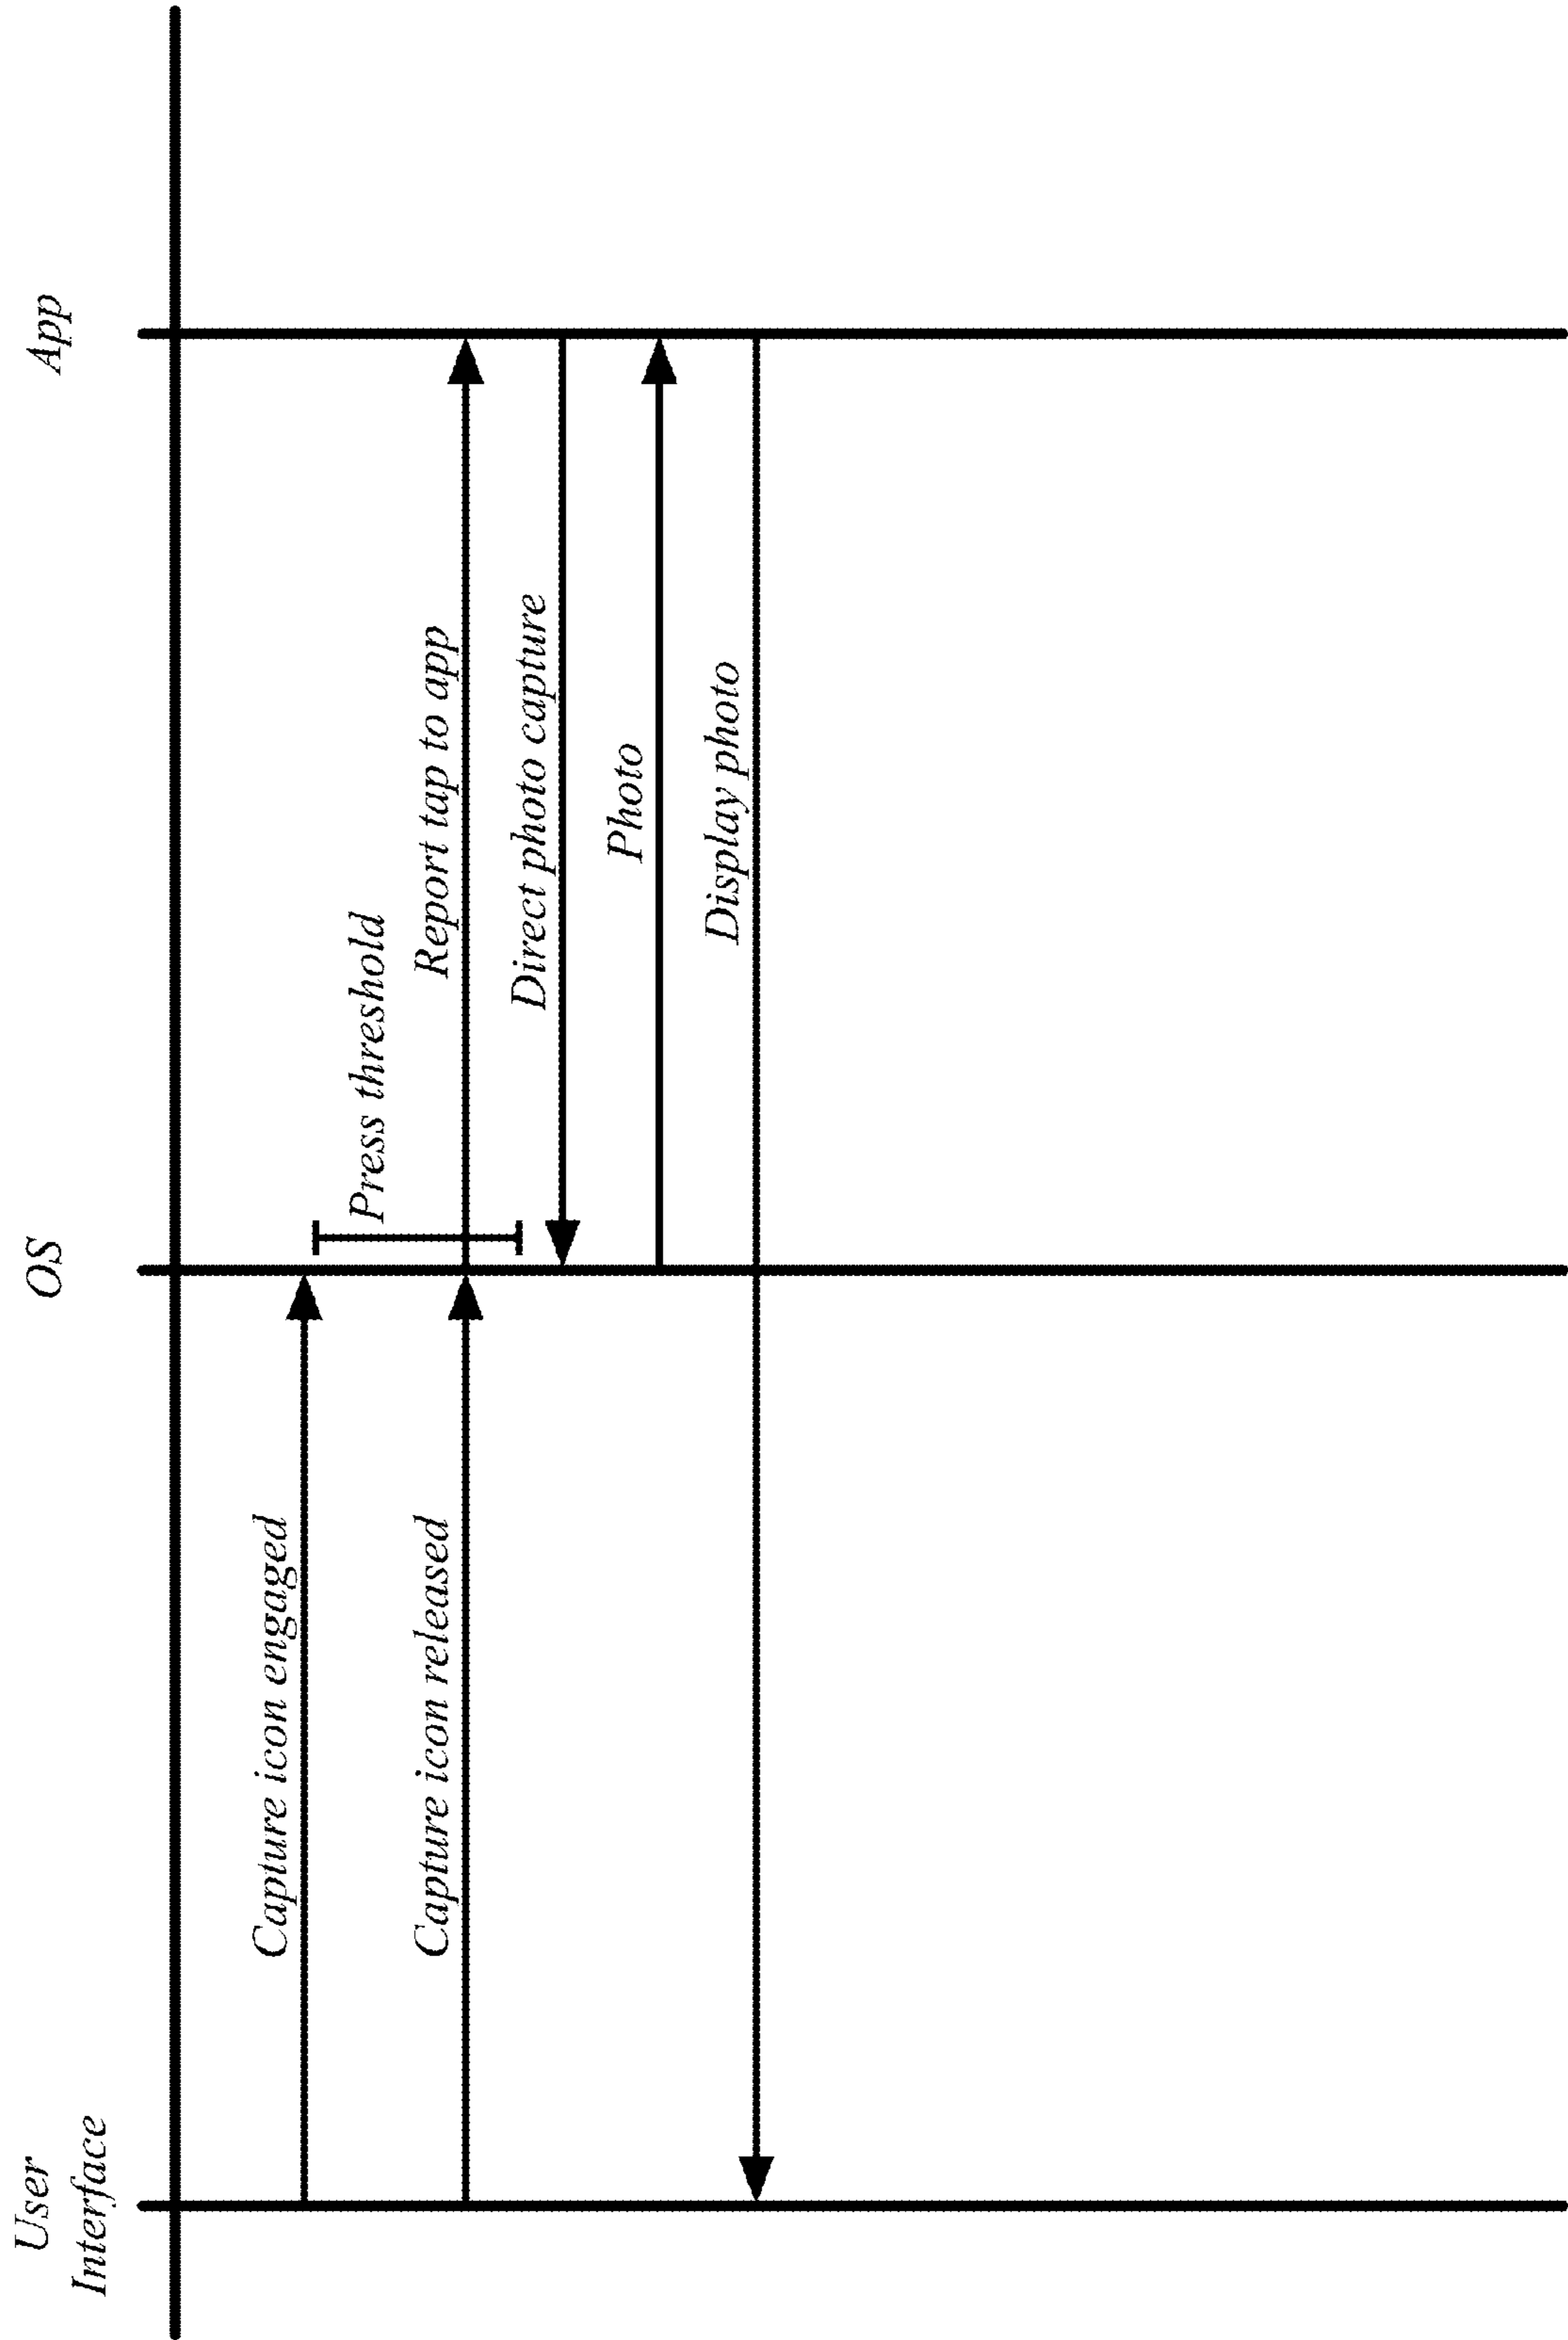 User
Interface
OS
App
Capture icon engaged
Press threshold
Capture icon released
Report tap to app
Direct photo capture
Photo
Display photo